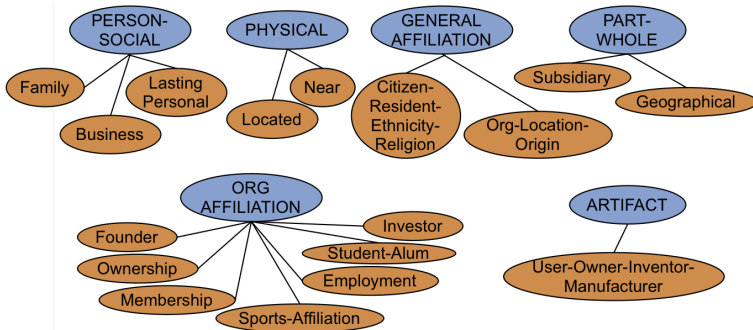 PERSON-
SOCIAL
PHYSICAL
GENERAL
AFFILIATION
PART-
WHOLE
Family
Lasting
Personal
Business
Near
Located
Citizen-
Resident-
Ethnicity-
Religion
Org-Location-
Origin
Subsidiary
Geographical
ORG
AFFILIATION
ARTIFACT
Founder
Ownership
Membership
Sports-Affiliation
Employment
Student-Alum
Investor
User-Owner-Inventor-
Manufacturer